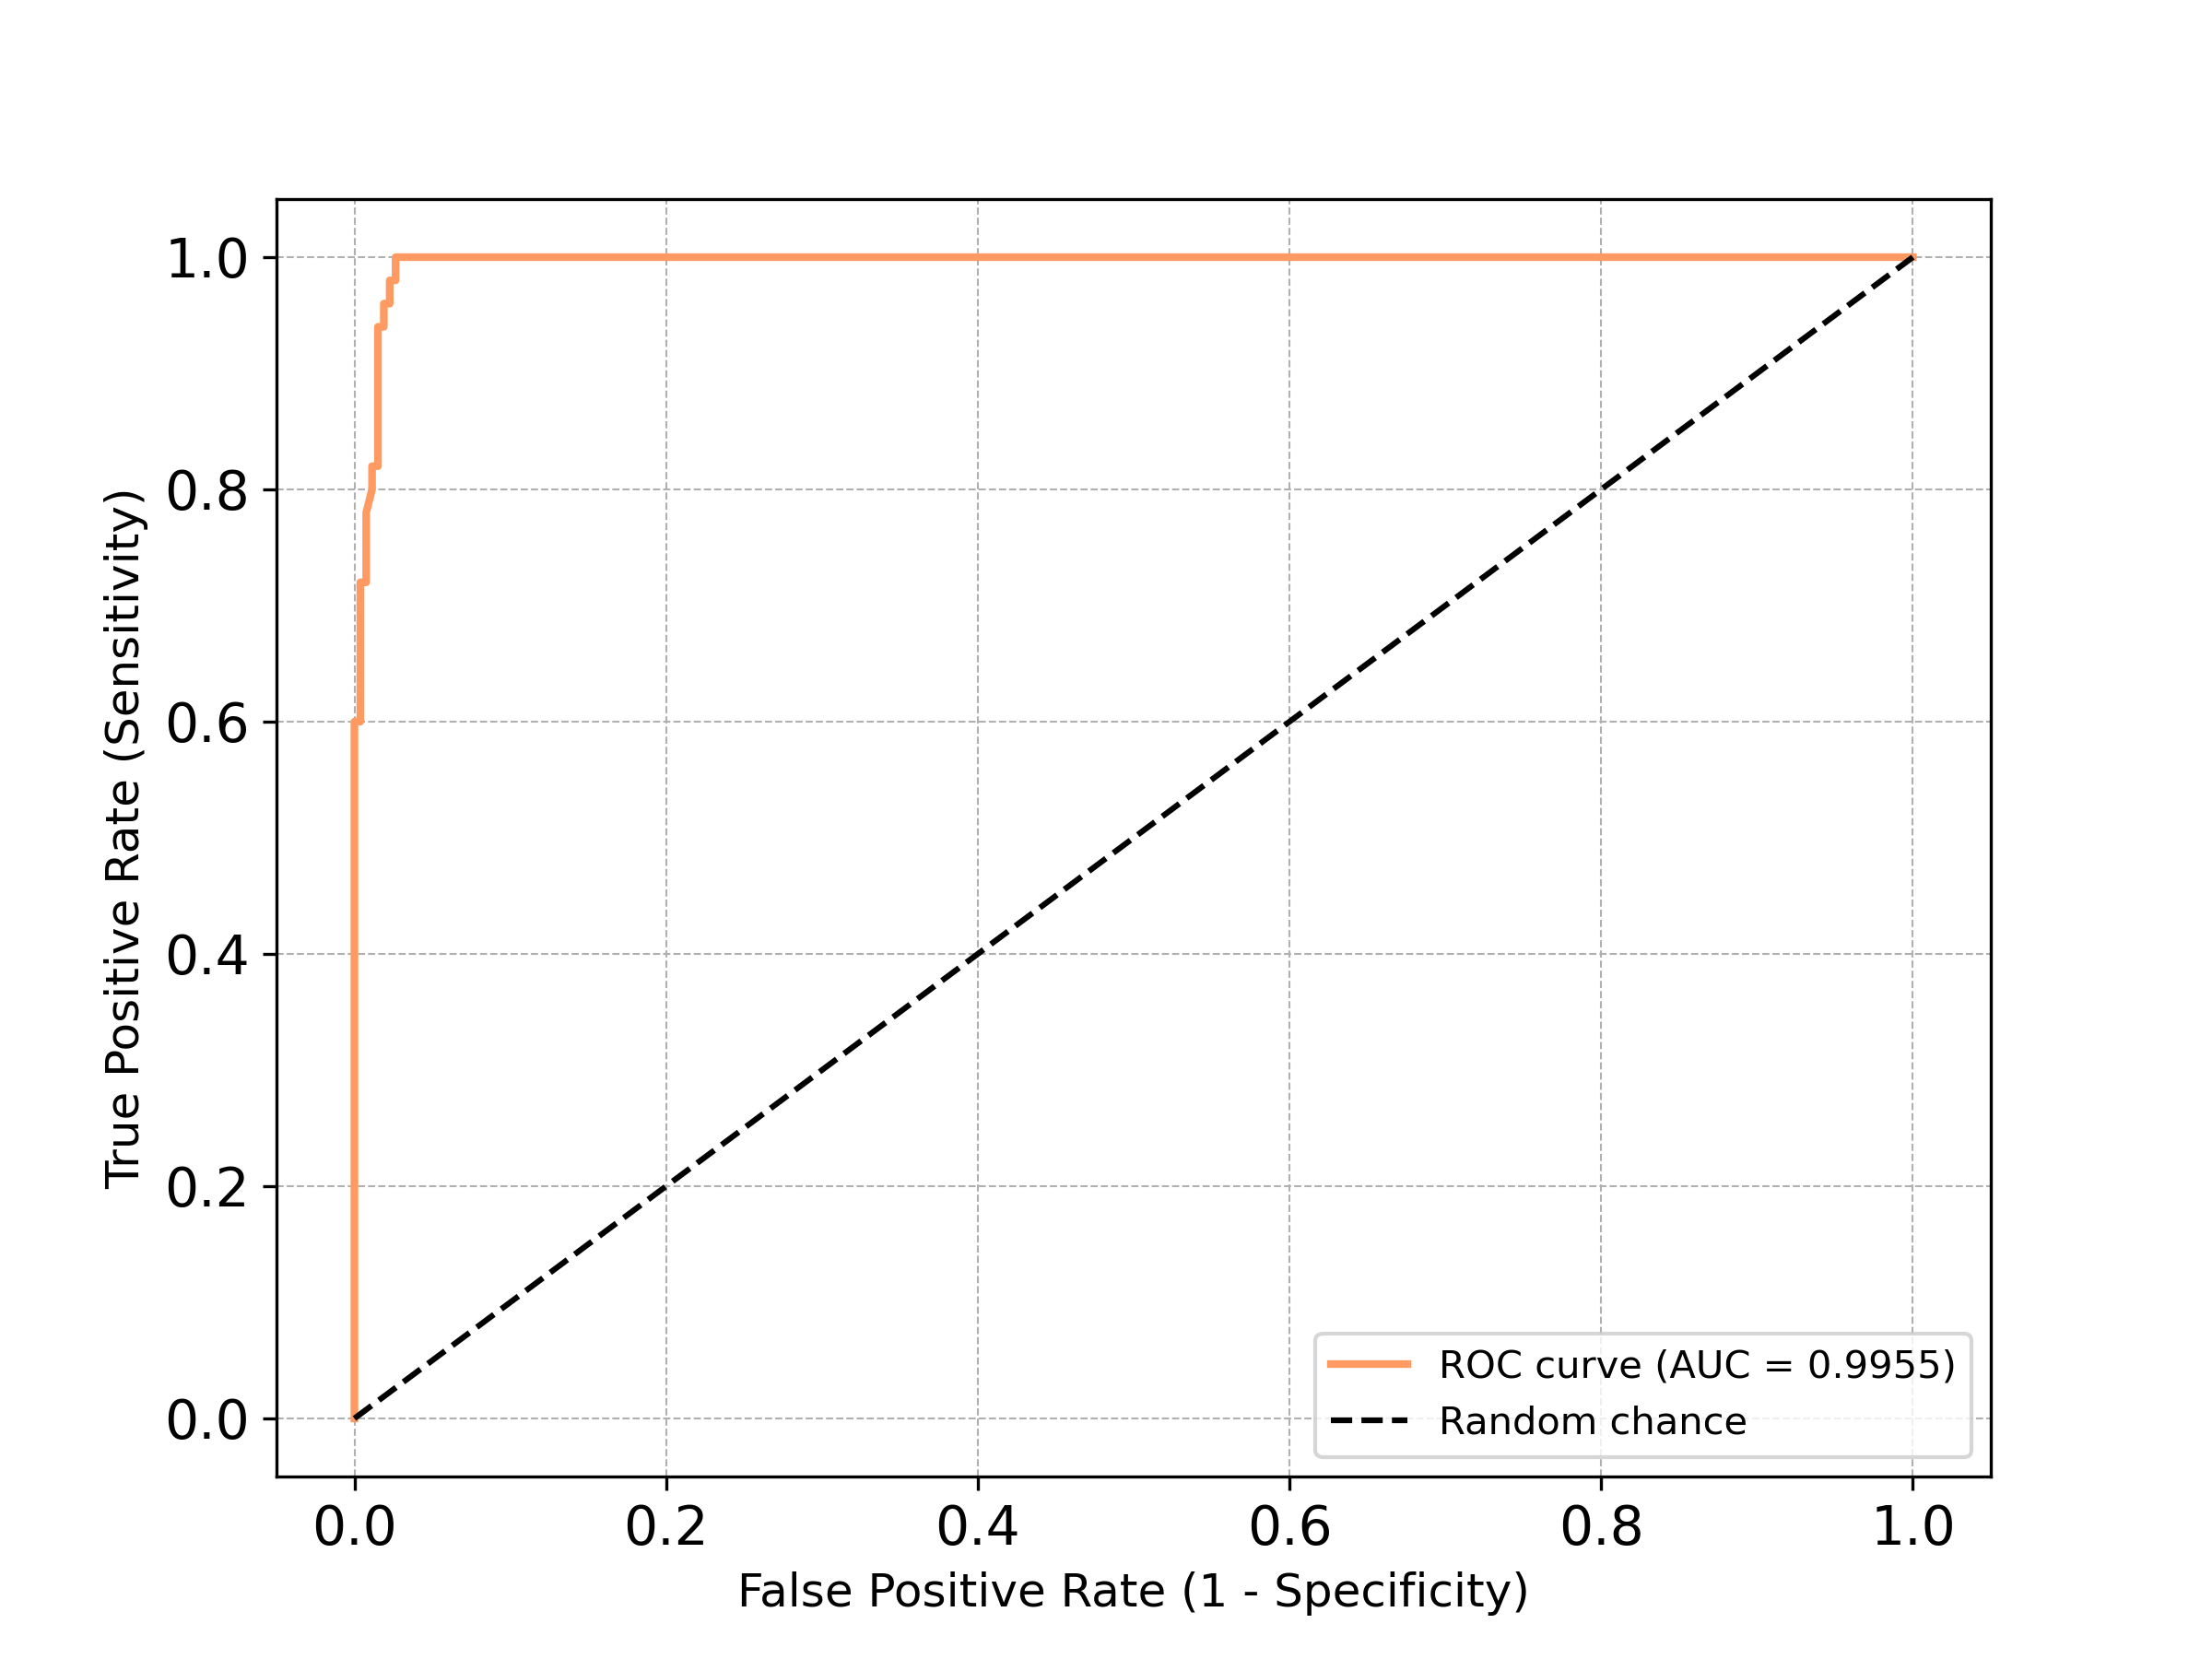 1.0
0.8
0.6
0.4
0.2
0.0
True Positive Rate (Sensitivity)
ROC curve (AUC = 0.9955)
Random chance
0.0 0.2 0.4 0.6 0.8 1.0
False Positive Rate (1 - Specificity)